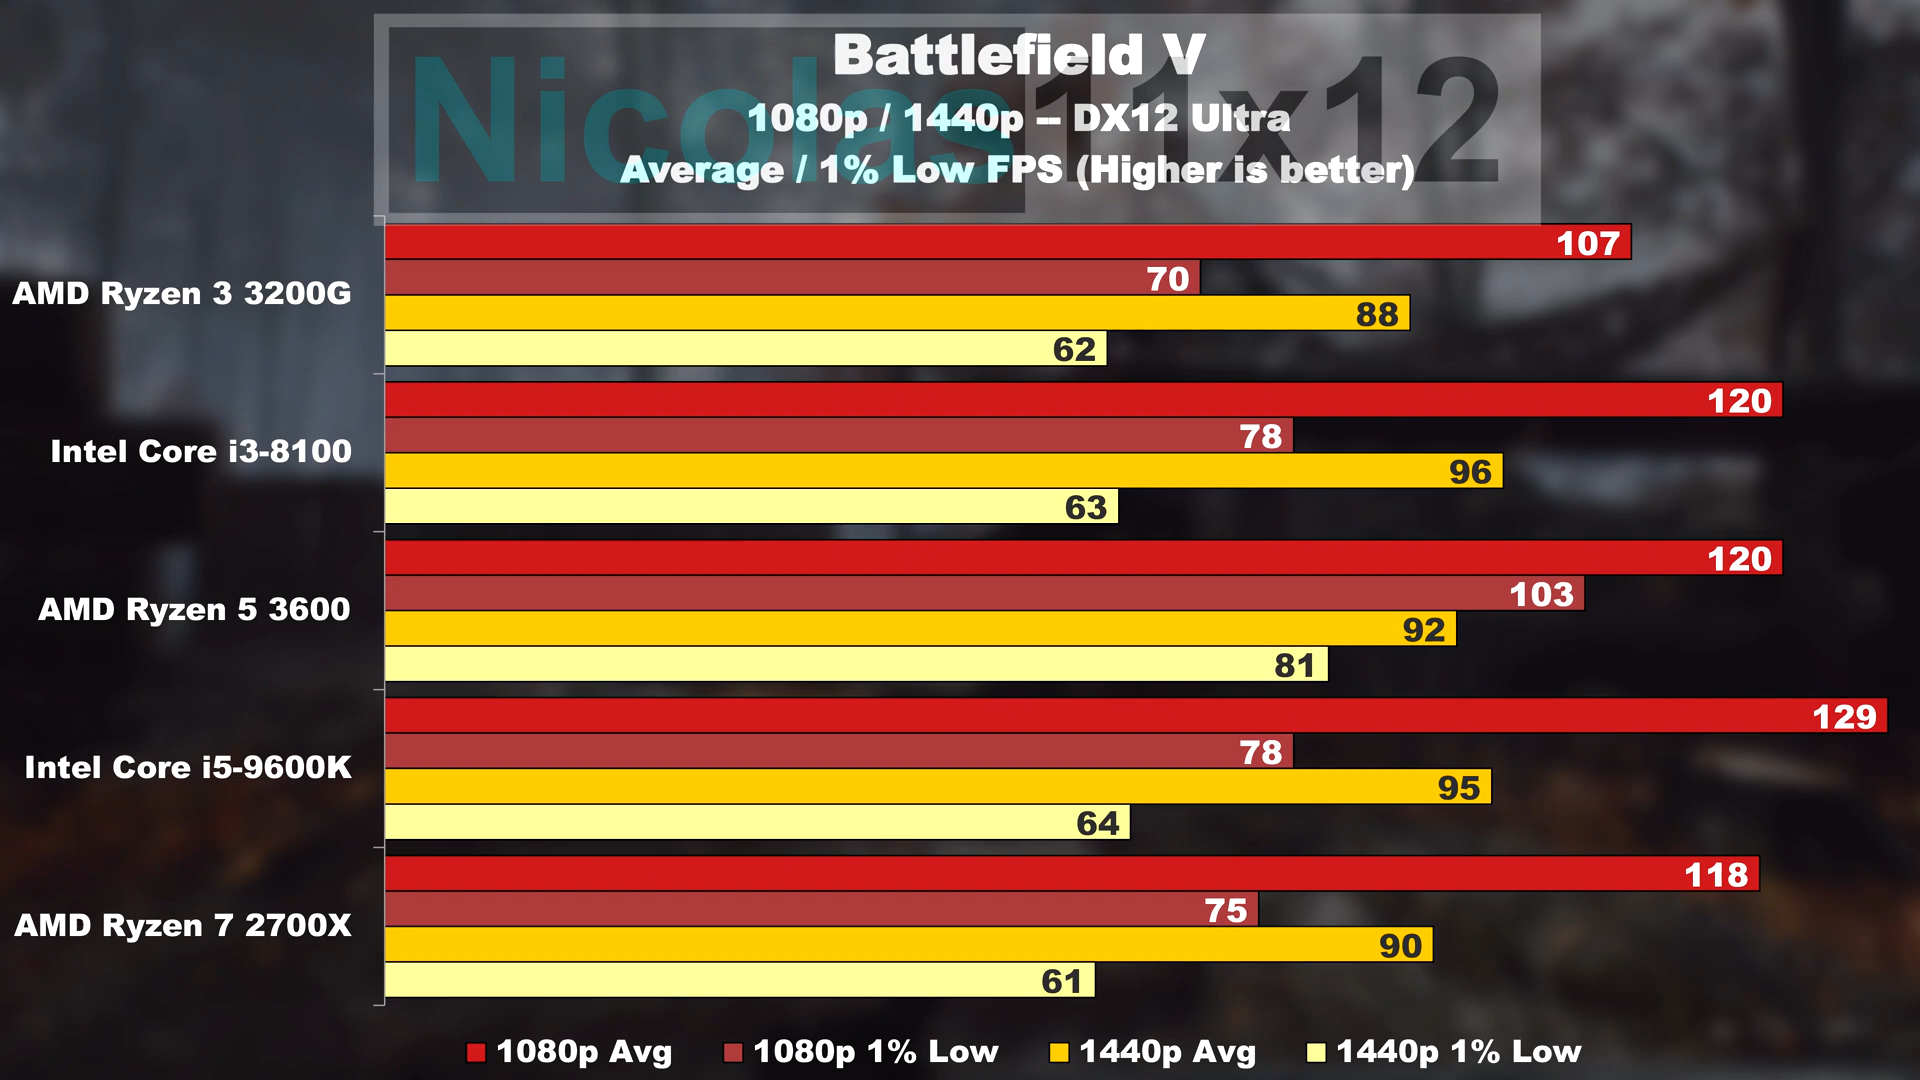 Nicolas11x12
Battlefield V
1080p / 1440p – DX12 Ultra
Average / 1% Low FPS (Higher is better)
AMD Ryzen 3 3200G
107
70
88
62
Intel Core i3-8100
120
78
96
63
AMD Ryzen 5 3600
120
103
92
81
Intel Core i5-9600K
129
78
95
64
AMD Ryzen 7 2700X
118
75
90
61
1080p Avg 1080p 1% Low 1440p Avg 1440p 1% Low